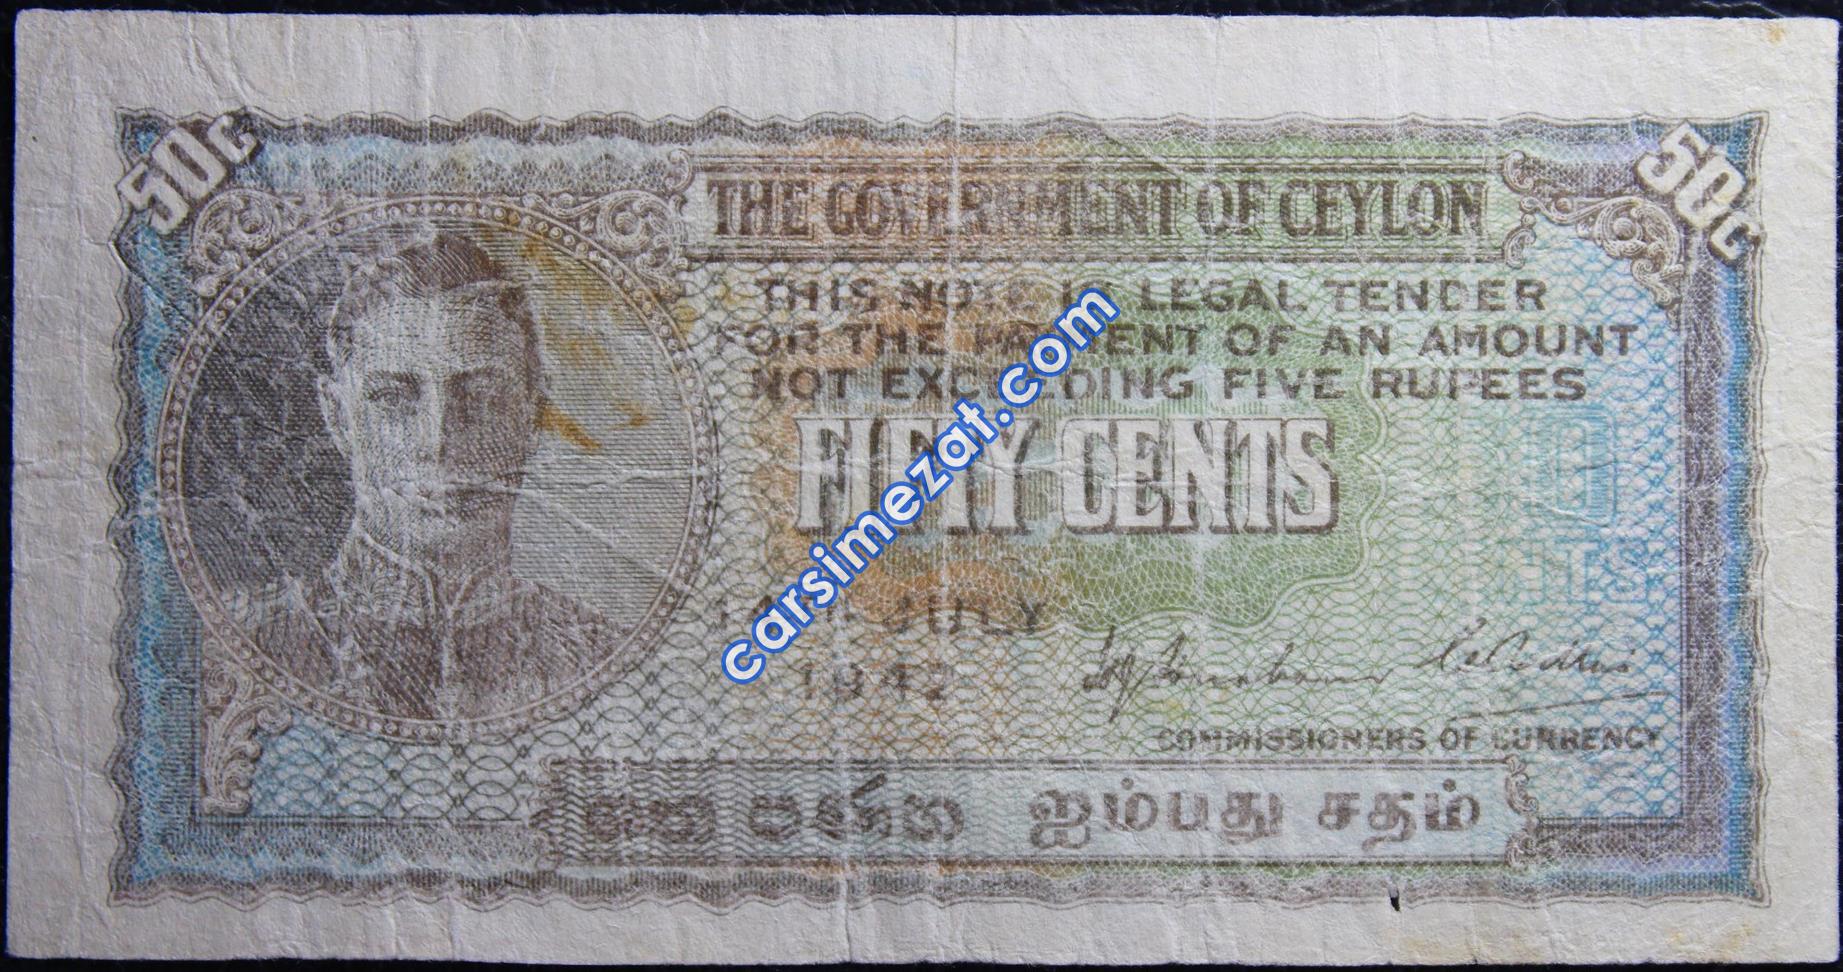 50c
50c
THE GOVERNMENT OF CEYLON
THIS NOTE IS LEGAL TENDER
FOR THE PAYMENT OF AN AMOUNT
NOT EXCEEDING FIVE RUPEES
FIFTY CENTS
carsimezat.com
JULY
1942
COMMISSIONERS OF CURRENCY
ஐம்பது சதம்